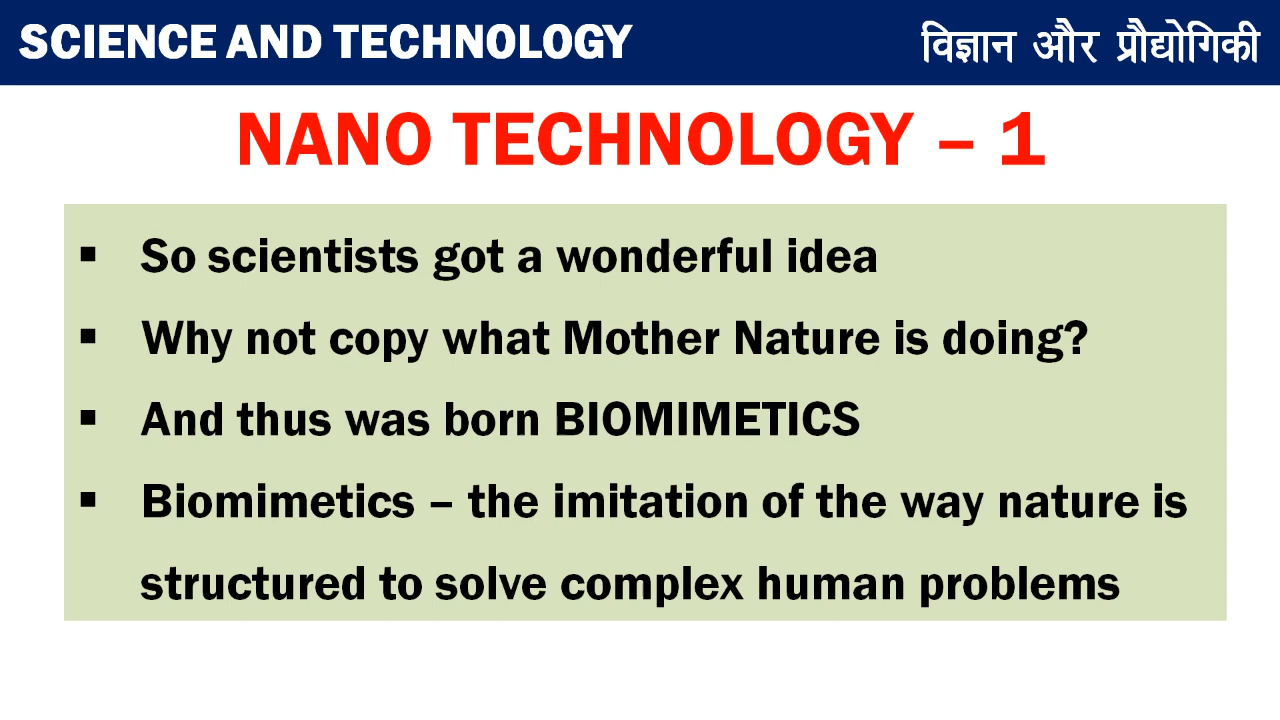 SCIENCE AND TECHNOLOGY
विज्ञान और प्रौद्योगिकी
NANO TECHNOLOGY – 1
▪ So scientists got a wonderful idea
▪ Why not copy what Mother Nature is doing?
▪ And thus was born BIOMIMETICS
▪ Biomimetics – the imitation of the way nature is
structured to solve complex human problems